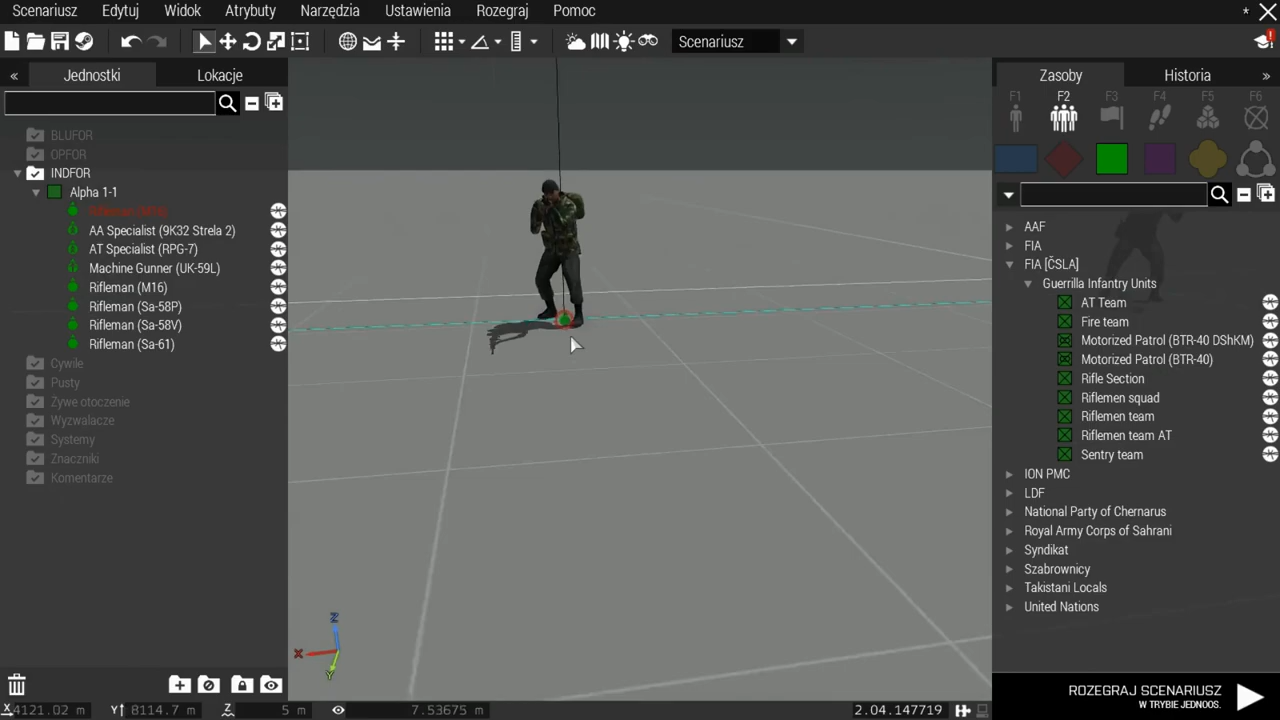 Scenariusz Edytuj Widok Atrybuty Narzędzia Ustawienia Rozegraj Pomoc *
Scenariusz
« Jednostki Lokacje
Zasoby Historia »
F1 F2 F3 F4 F5 F6
BLUFOR
OPFOR
INDFOR
Alpha 1-1
Rifleman
AA Specialist (9K32 Strela 2)
AT Specialist (RPG-7)
Machine Gunner (UK-59L)
Rifleman (M16)
Rifleman (Sa-58P)
Rifleman (Sa-58V)
Rifleman (Sa-61)
Cywile
Pusty
Żywe otoczenie
Wyzwalacze
Systemy
Znaczniki
Komentarze
AAF
FIA
FIA [ČSLA]
Guerrilla Infantry Units
AT Team
Fire team
Motorized Patrol (BTR-40 DShKM)
Motorized Patrol (BTR-40)
Rifle Section
Riflemen squad
Riflemen team
Riflemen team AT
Sentry team
ION PMC
LDF
National Party of Chernarus
Royal Army Corps of Sahrani
Syndikat
Szabrownicy
Takistani Locals
United Nations
Z
X
Y
ROZEGRAJ SCENARIUSZ
W TRYBIE JEDNOOS.
X 4121.02 m Y 8114.7 m Z 5 m 7.53675 m 2.04.147719